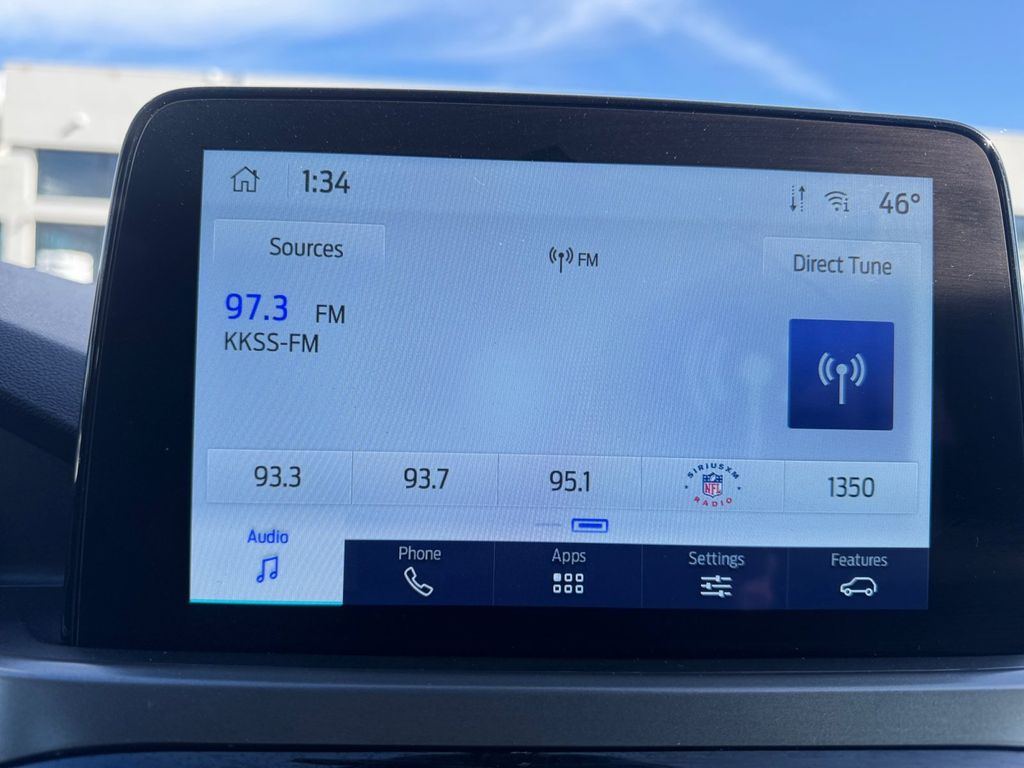 1:34
46°
Sources
FM
Direct Tune
97.3 FM
KKSS-FM
93.3
93.7
95.1
SIRIUSXM
NFL
RADIO
1350
Audio
Phone
Apps
Settings
Features